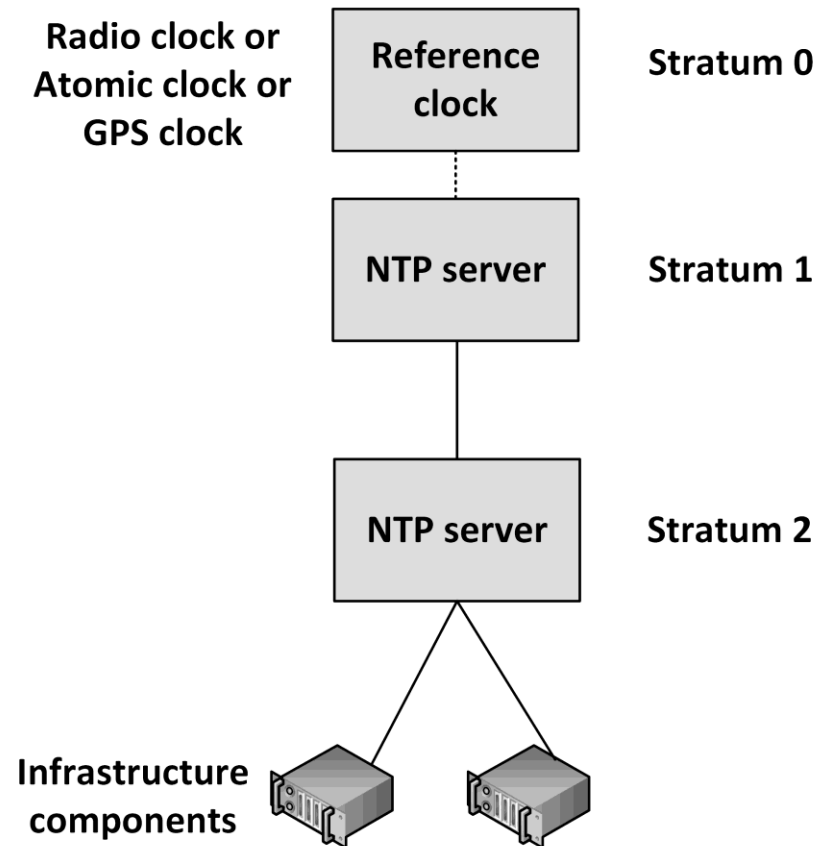 Radio clock or
Atomic clock or
GPS clock
Reference
clock
Stratum 0
NTP server
Stratum 1
NTP server
Stratum 2
Infrastructure
components